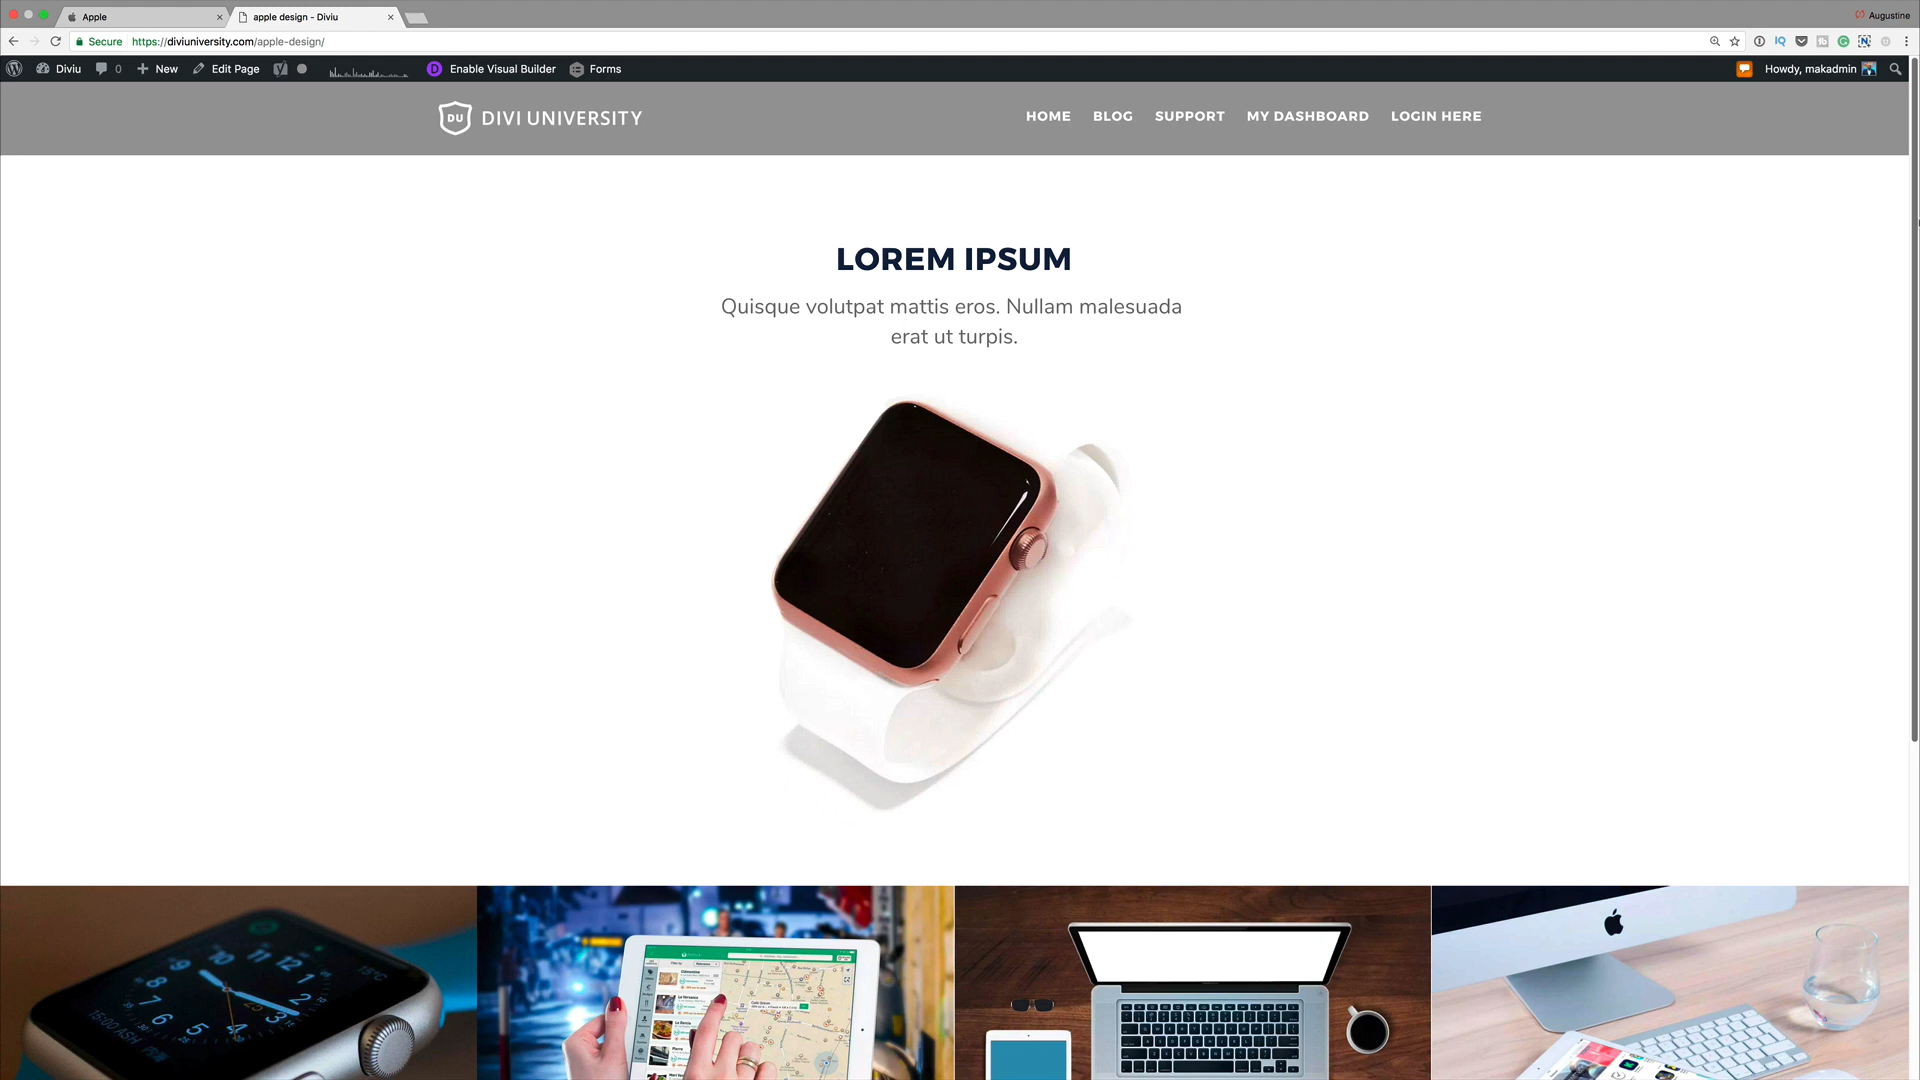 Apple
apple design - Diviu
Augustine
Secure https://diviuniversity.com/apple-design/
Diviu 0 New Edit Page Enable Visual Builder Forms Howdy, makadmin
DU DIVI UNIVERSITY
HOME BLOG SUPPORT MY DASHBOARD LOGIN HERE
LOREM IPSUM
Quisque volutpat mattis eros. Nullam malesuada
erat ut turpis.